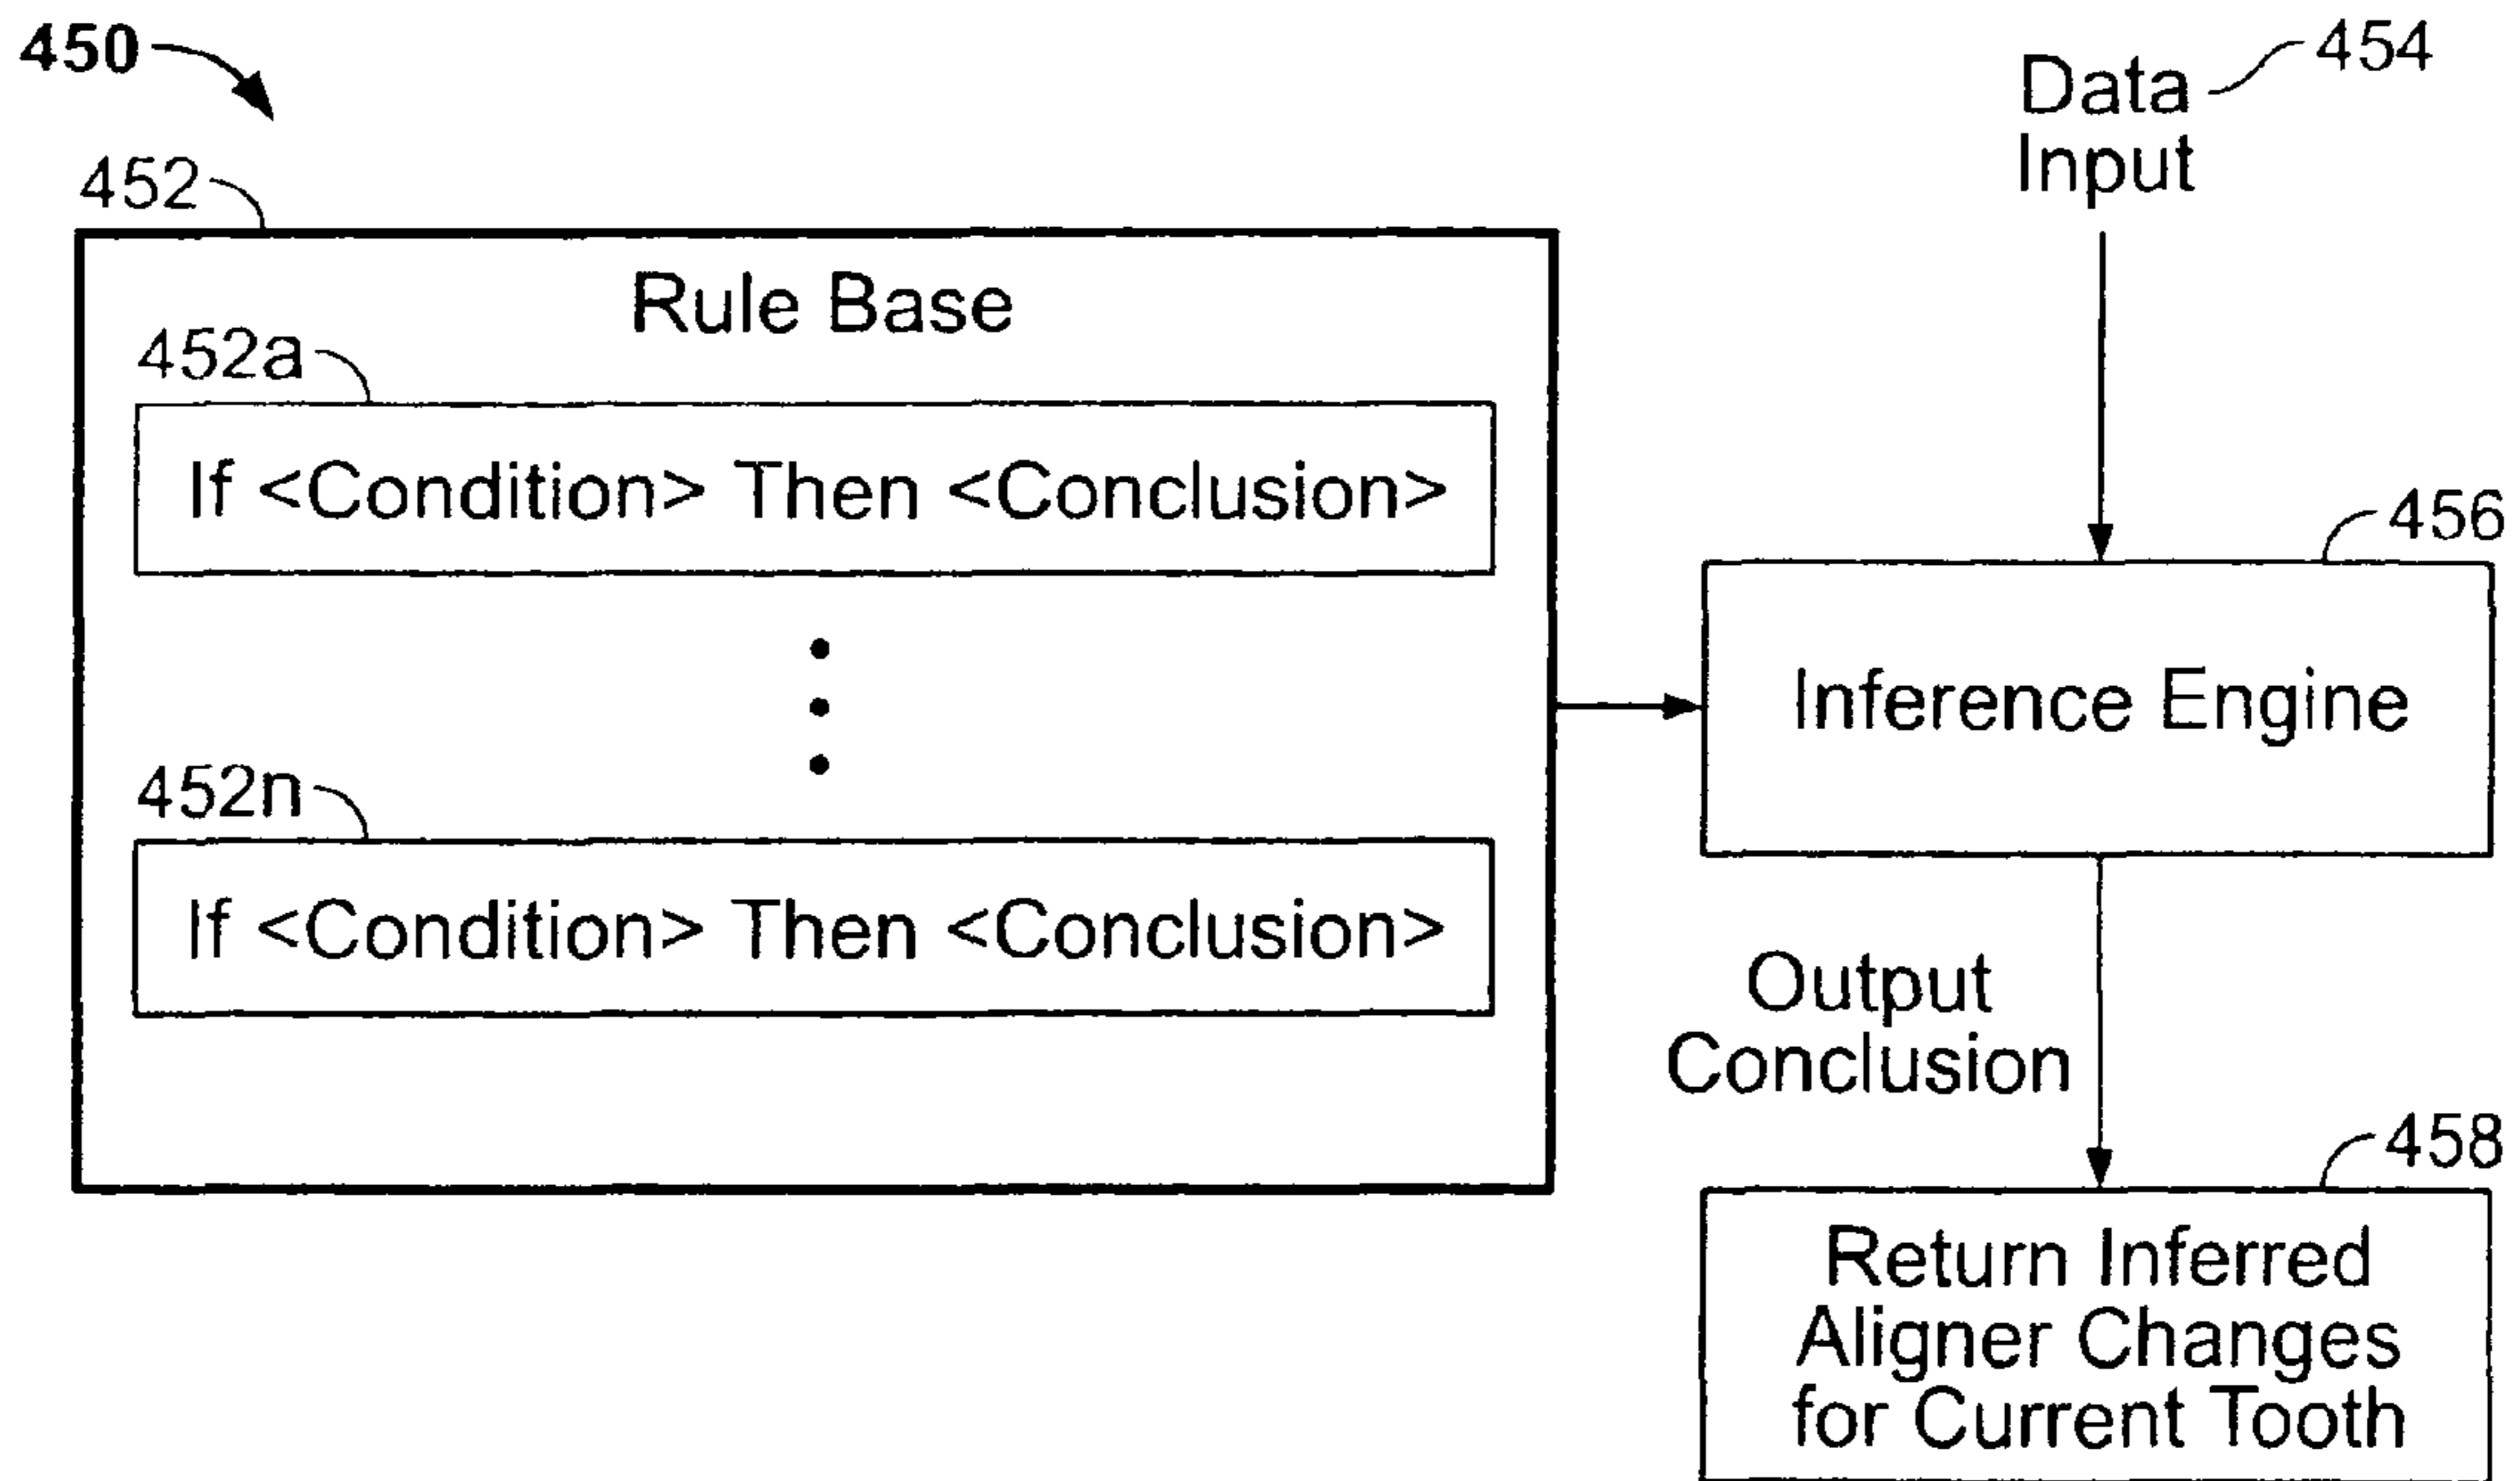 450
452
Rule Base
452a
If <Condition> Then <Conclusion>
452n
If <Condition> Then <Conclusion>
454
Data
Input
456
Inference Engine
Output
Conclusion
458
Return Inferred
Aligner Changes
for Current Tooth